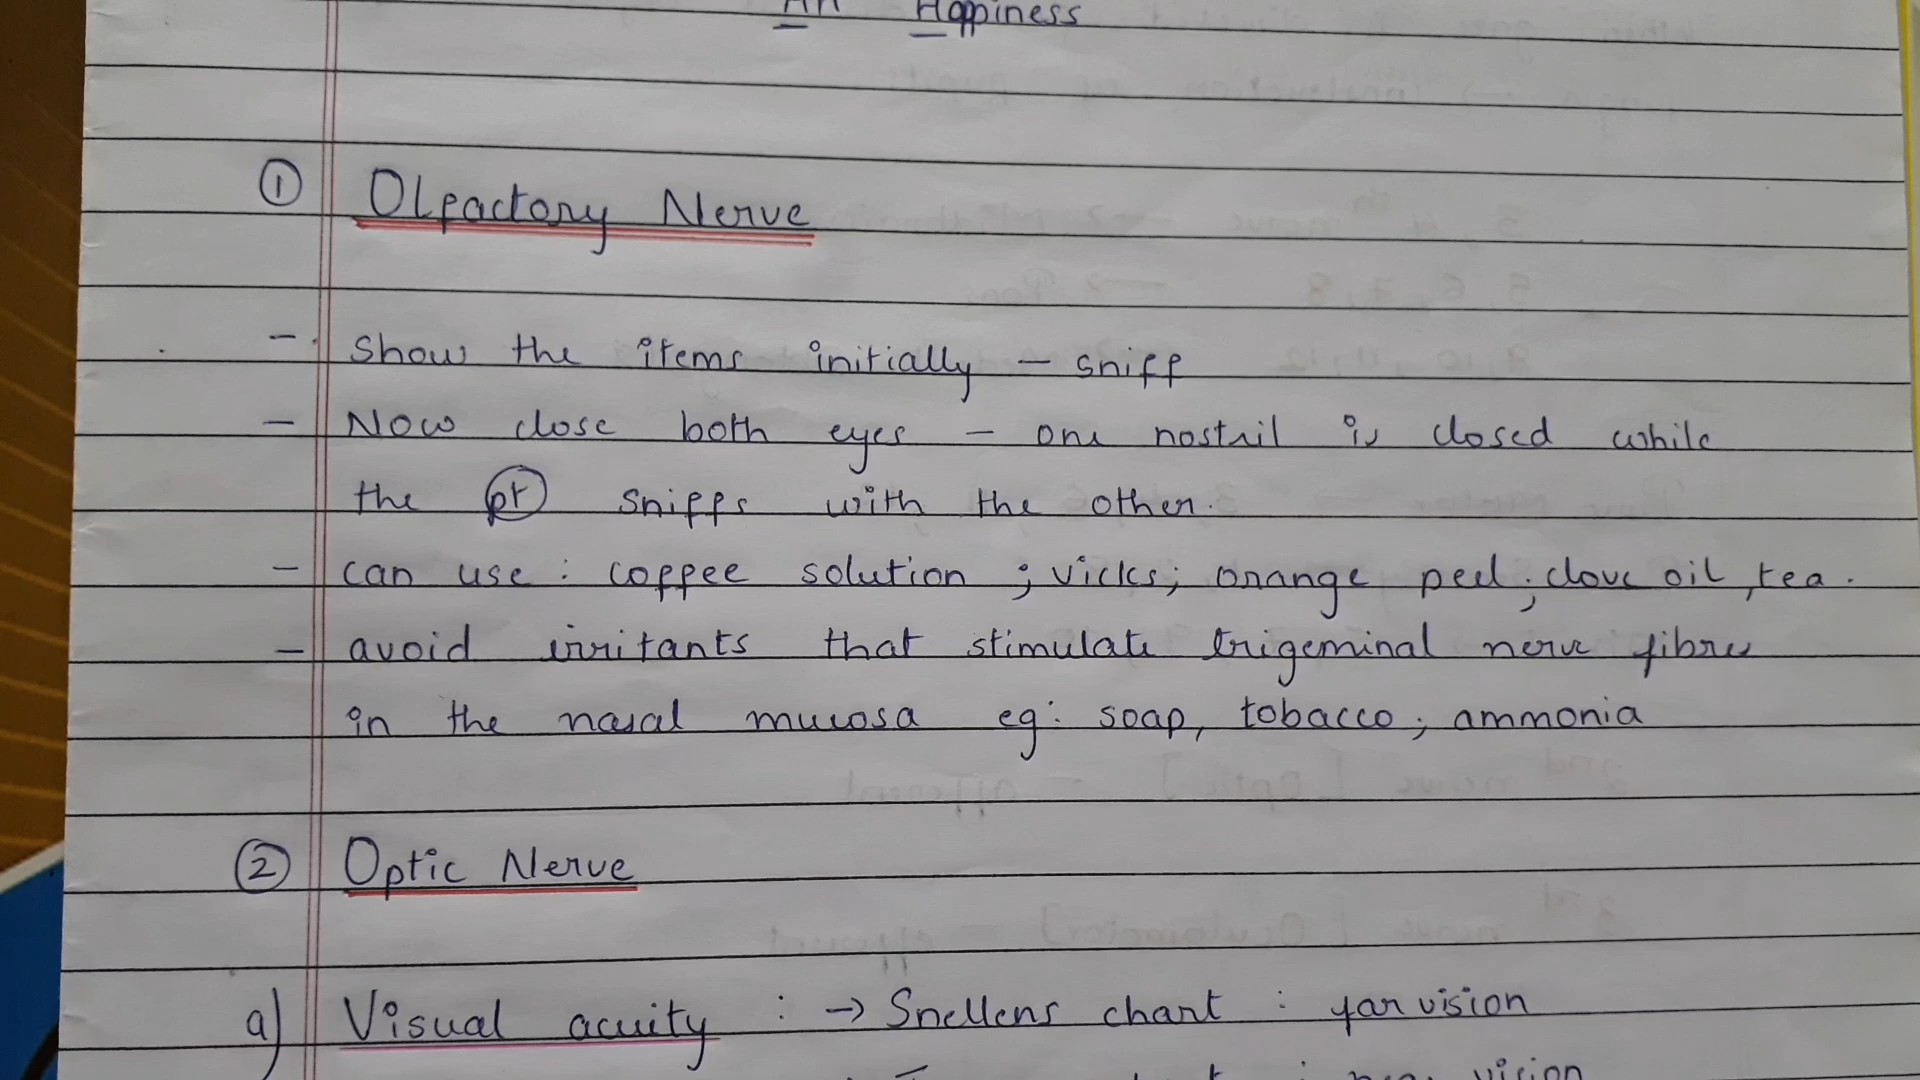 Happiness
① Olfactory Nerve
- Show the items initially - sniff
- Now close both eyes - one nostril is closed while
the pt sniffs with the other.
- can use : coffee solution ; vicks ; orange peel ; clove oil , tea .
- avoid irritants that stimulate trigeminal nerve fibres
in the nasal mucosa eg: soap, tobacco , ammonia
② Optic Nerve
a) Visual acuity : → Snellens chart : far vision
vision